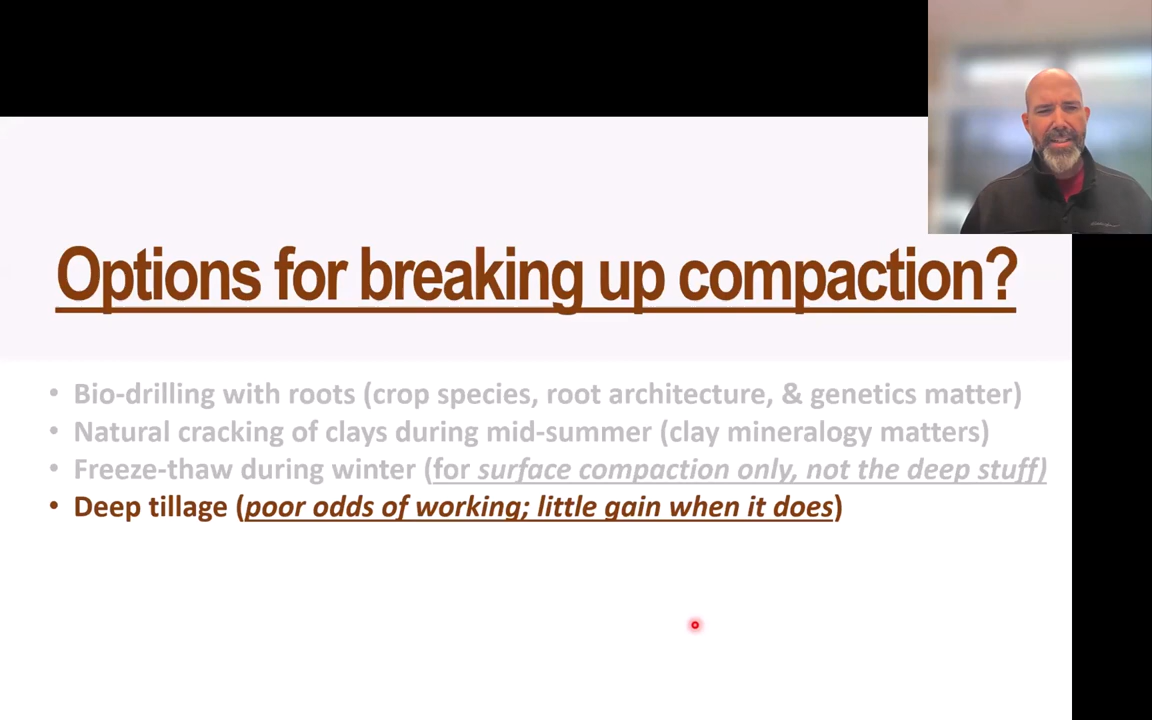 Options for breaking up compaction?
• Bio-drilling with roots (crop species, root architecture, & genetics matter)
• Natural cracking of clays during mid-summer (clay mineralogy matters)
• Freeze-thaw during winter (for surface compaction only, not the deep stuff)
• Deep tillage (poor odds of working; little gain when it does)